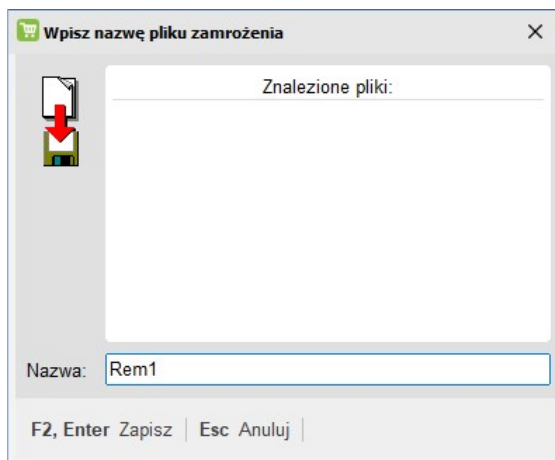 Wpisz nazwę pliku zamrożenia
Znalezione pliki:
Nazwa: Rem1
F2, Enter Zapisz Esc Anuluj